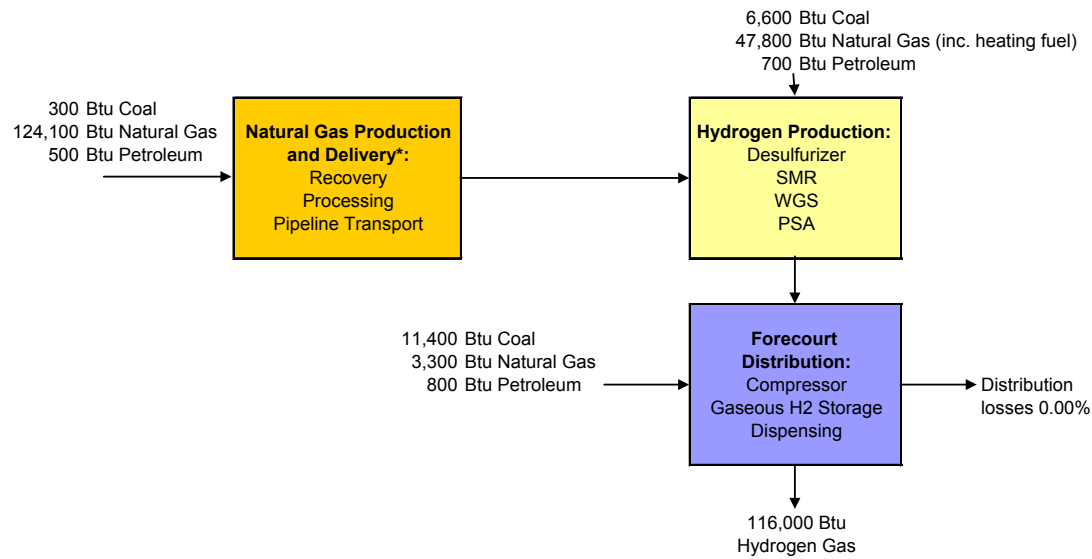 6,600 Btu Coal
47,800 Btu Natural Gas (inc. heating fuel)
700 Btu Petroleum
300 Btu Coal
124,100 Btu Natural Gas
500 Btu Petroleum
Natural Gas Production
and Delivery*:
Recovery
Processing
Pipeline Transport
Hydrogen Production:
Desulfurizer
SMR
WGS
PSA
11,400 Btu Coal
3,300 Btu Natural Gas
800 Btu Petroleum
Forecourt
Distribution:
Compressor
Gaseous H2 Storage
Dispensing
Distribution
losses 0.00%
116,000 Btu
Hydrogen Gas